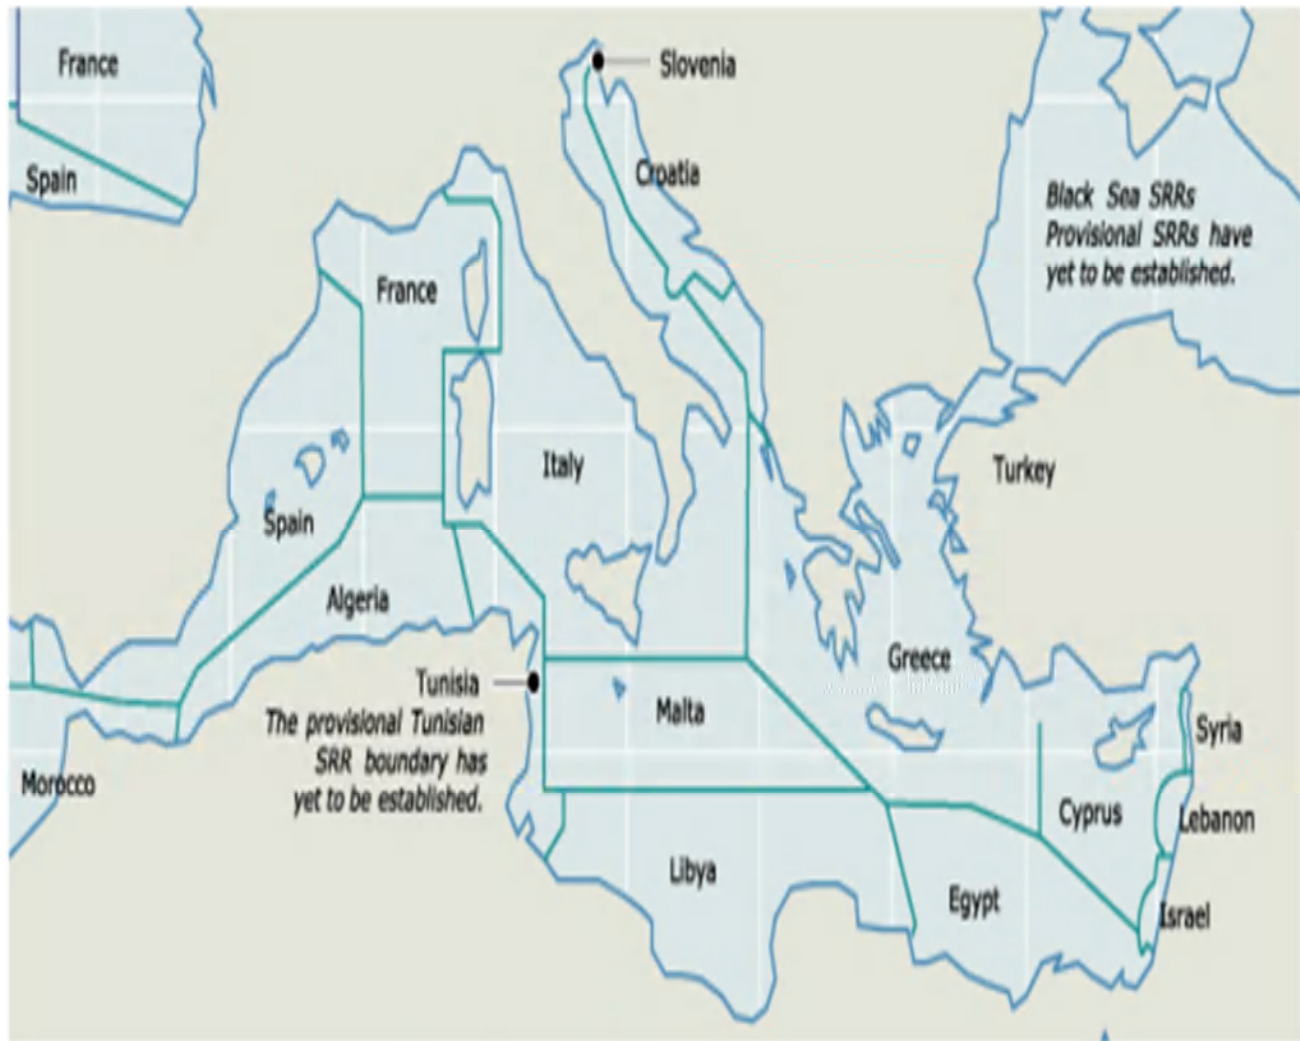 France
Slovenia
Spain
Croatia
Black Sea SRRs
Provisional SRRs have
yet to be established.
France
Italy
Turkey
Spain
Algeria
Greece
Tunisia
Malta
The provisional Tunisian
SRR boundary has
yet to be established.
Syria
Morocco
Cyprus
Lebanon
Libya
Egypt
Israel